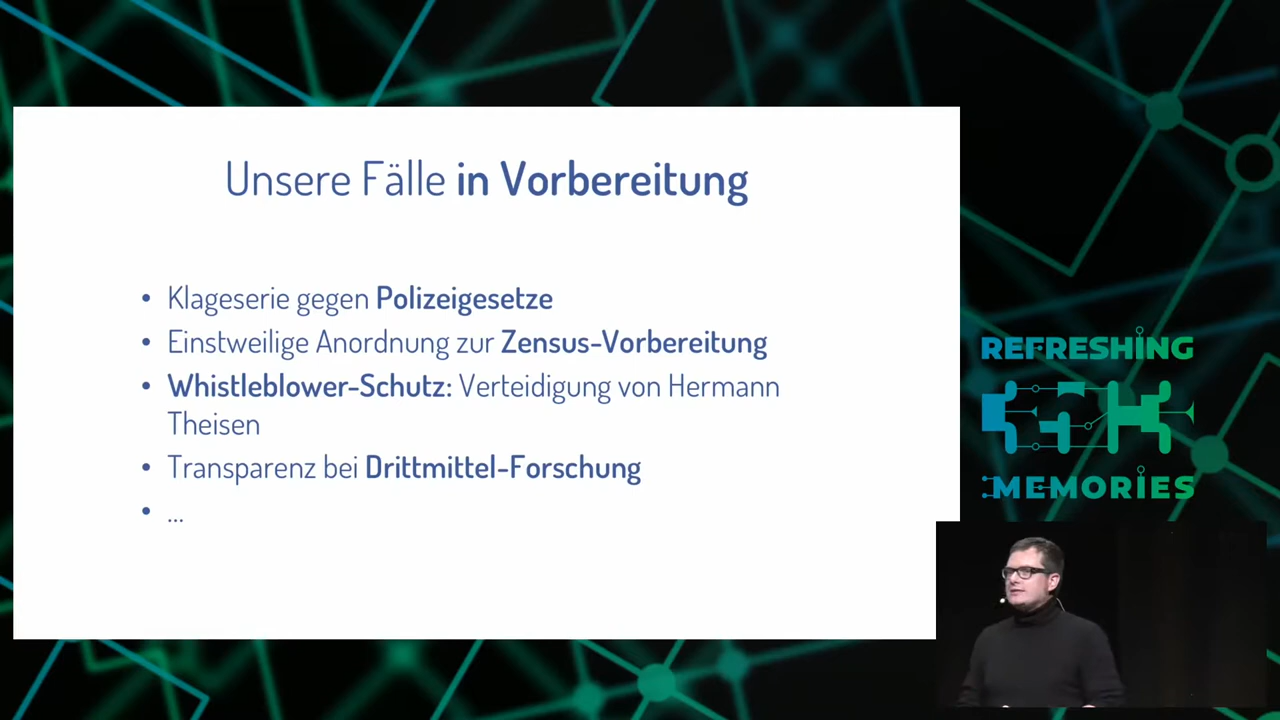 Unsere Fälle in Vorbereitung
• Klageserie gegen Polizeigesetze
• Einstweilige Anordnung zur Zensus-Vorbereitung
• Whistleblower-Schutz: Verteidigung von Hermann
Theisen
• Transparenz bei Drittmittel-Forschung
• ...
REFRESHING
35C3
MEMORIES